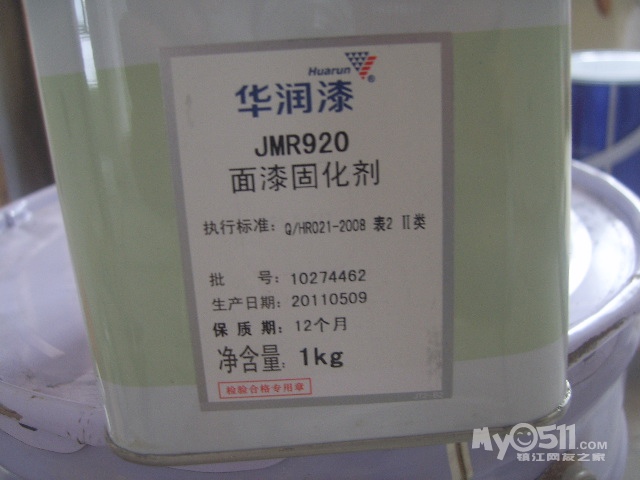 Huarun®
华润漆
JMR920
面漆固化剂
执行标准: Q/HR021-2008 表2 Ⅱ类
批 号: 10274462
生产日期: 20110509
保 质 期: 12个月
净含量: 1kg
检验合格专用章
Myo511.com
镇江网友之家